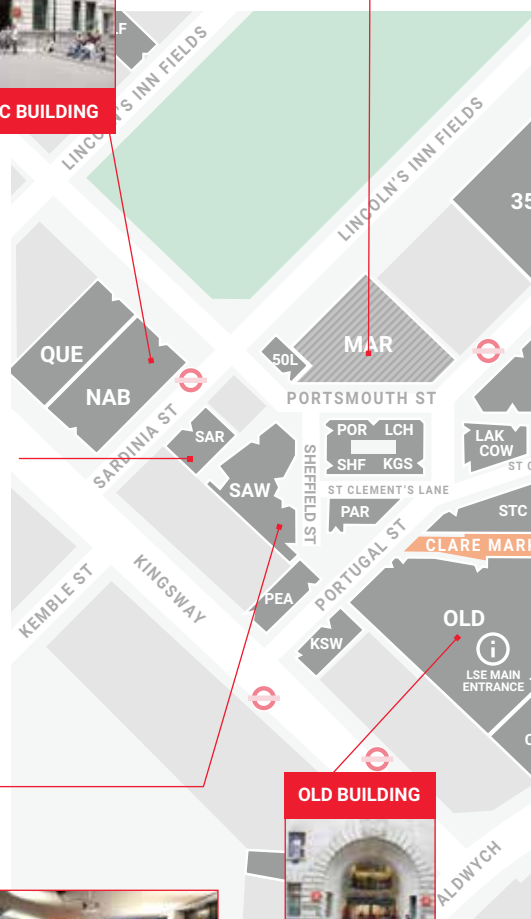 LINCOLN'S INN FIELDS
C BUILDING
LINCOLN'S INN FIELDS
35
QUE
NAB
50L
MAR
PORTSMOUTH ST
SARDINIA ST
SAR
SAW
SHEFFIELD ST
POR LCH
SHF KGS
LAK
COW
ST C
ST CLEMENT'S LANE
PAR
STC
CLARE MARK
PORTUGAL ST
KINGSWAY
KEMBLE ST
PEA
KSW
OLD
LSE MAIN
ENTRANCE
OLD BUILDING
ALDWYCH